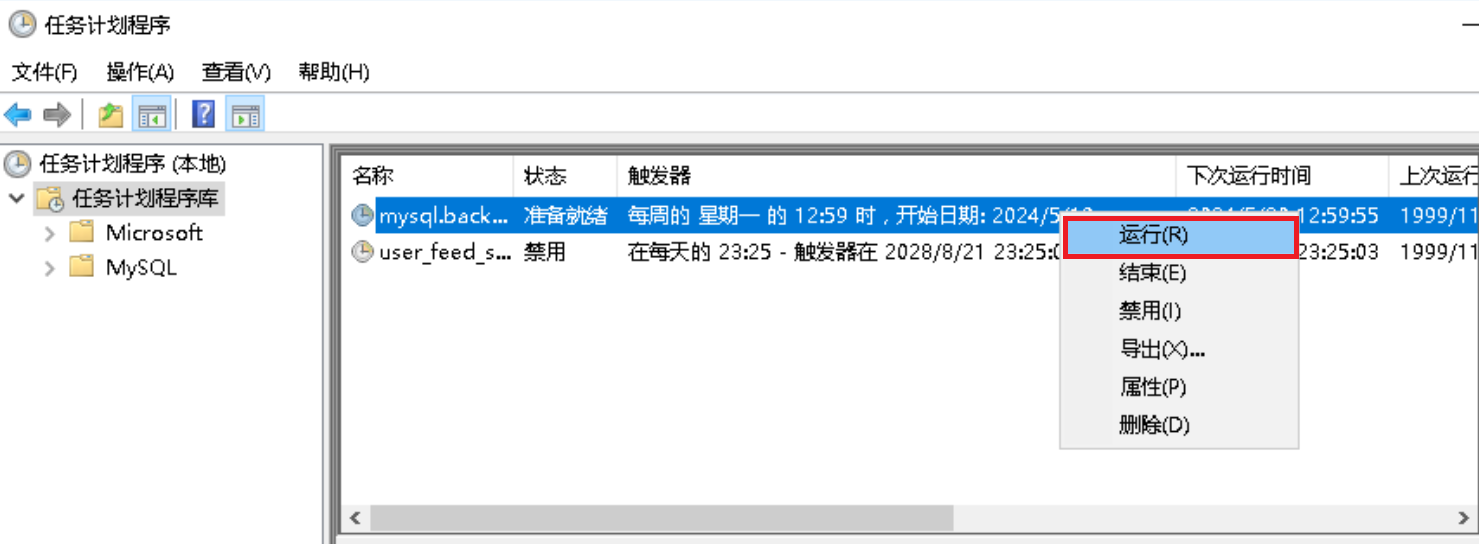 任务计划程序
文件(F) 操作(A) 查看(V) 帮助(H)
任务计划程序 (本地)
任务计划程序库
Microsoft
MySQL
名称 状态 触发器 下次运行时间 上次运行
mysql.back... 准备就绪 每周的 星期一 的 12:59 时，开始日期: 2024/5/ 12:59:55 1999/11
user_feed_s... 禁用 在每天的 23:25 - 触发器在 2028/8/21 23:25:0 23:25:03 1999/11
运行(R)
结束(E)
禁用(I)
导出(X)...
属性(P)
删除(D)